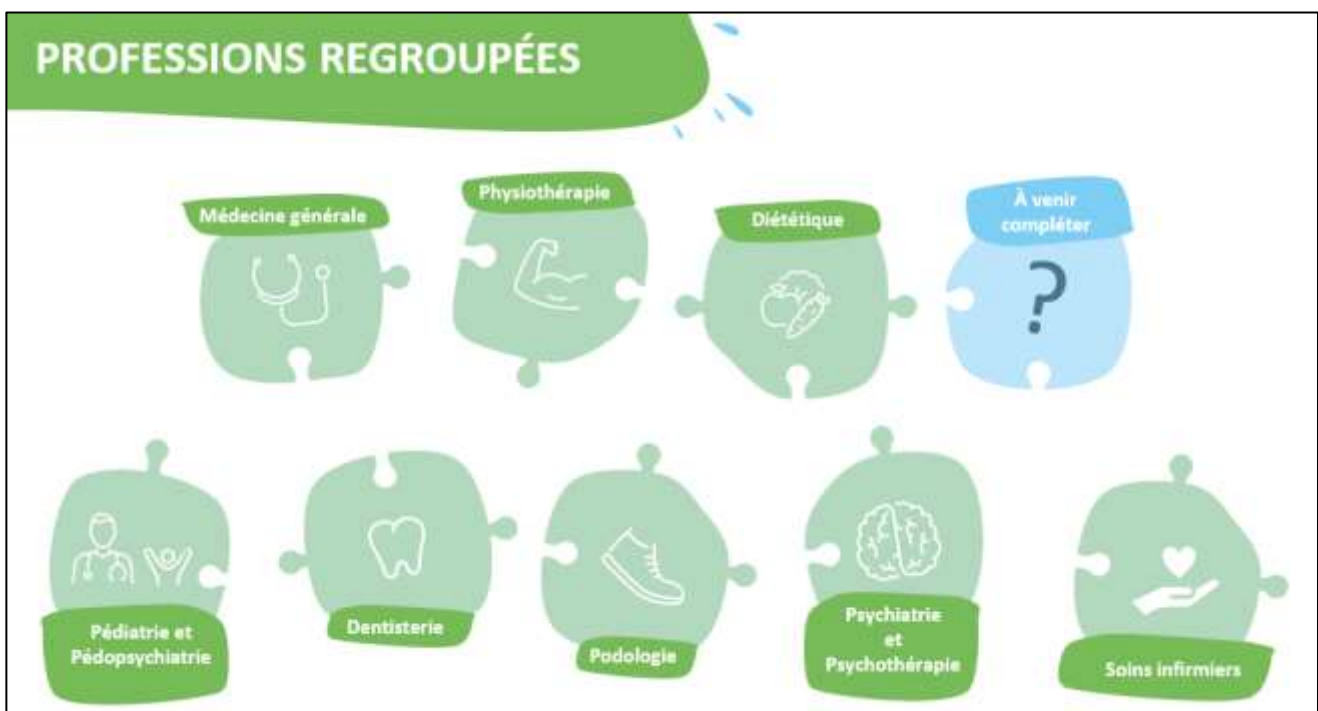 PROFESSIONS REGROUPÉES
Médecine générale
Physiothérapie
Diététique
À venir
compléter
?
Pédiatrie et
Pédopsychiatrie
Dentisterie
Podologie
Psychiatrie
et
Psychothérapie
Soins infirmiers